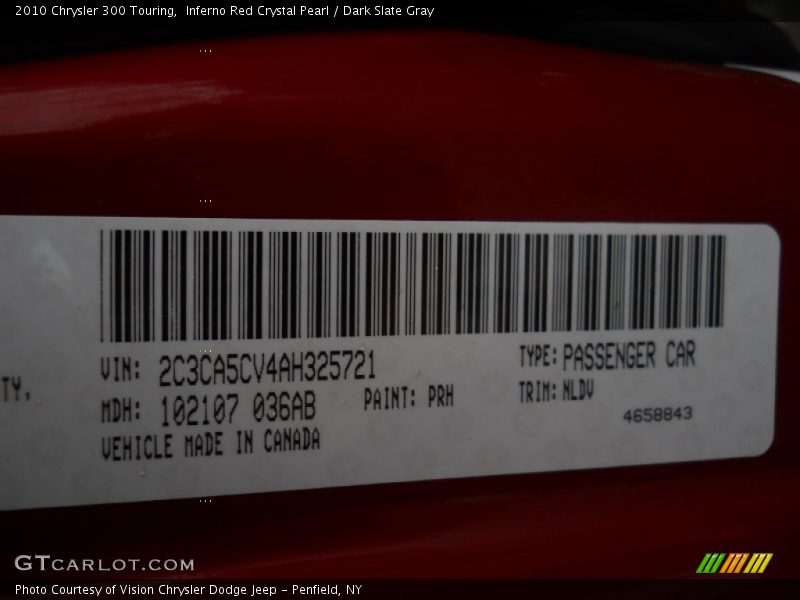 2010 Chrysler 300 Touring,  Inferno Red Crystal Pearl / Dark Slate Gray
VIN: 2C3CA5CV4AH325721
TYPE: PASSENGER CAR
TY,
MDH: 102107 036AB
PAINT: PRH
TRIM: NLDV
4658843
VEHICLE MADE IN CANADA
GTCARLOT.COM
Photo Courtesy of Vision Chrysler Dodge Jeep - Penfield, NY